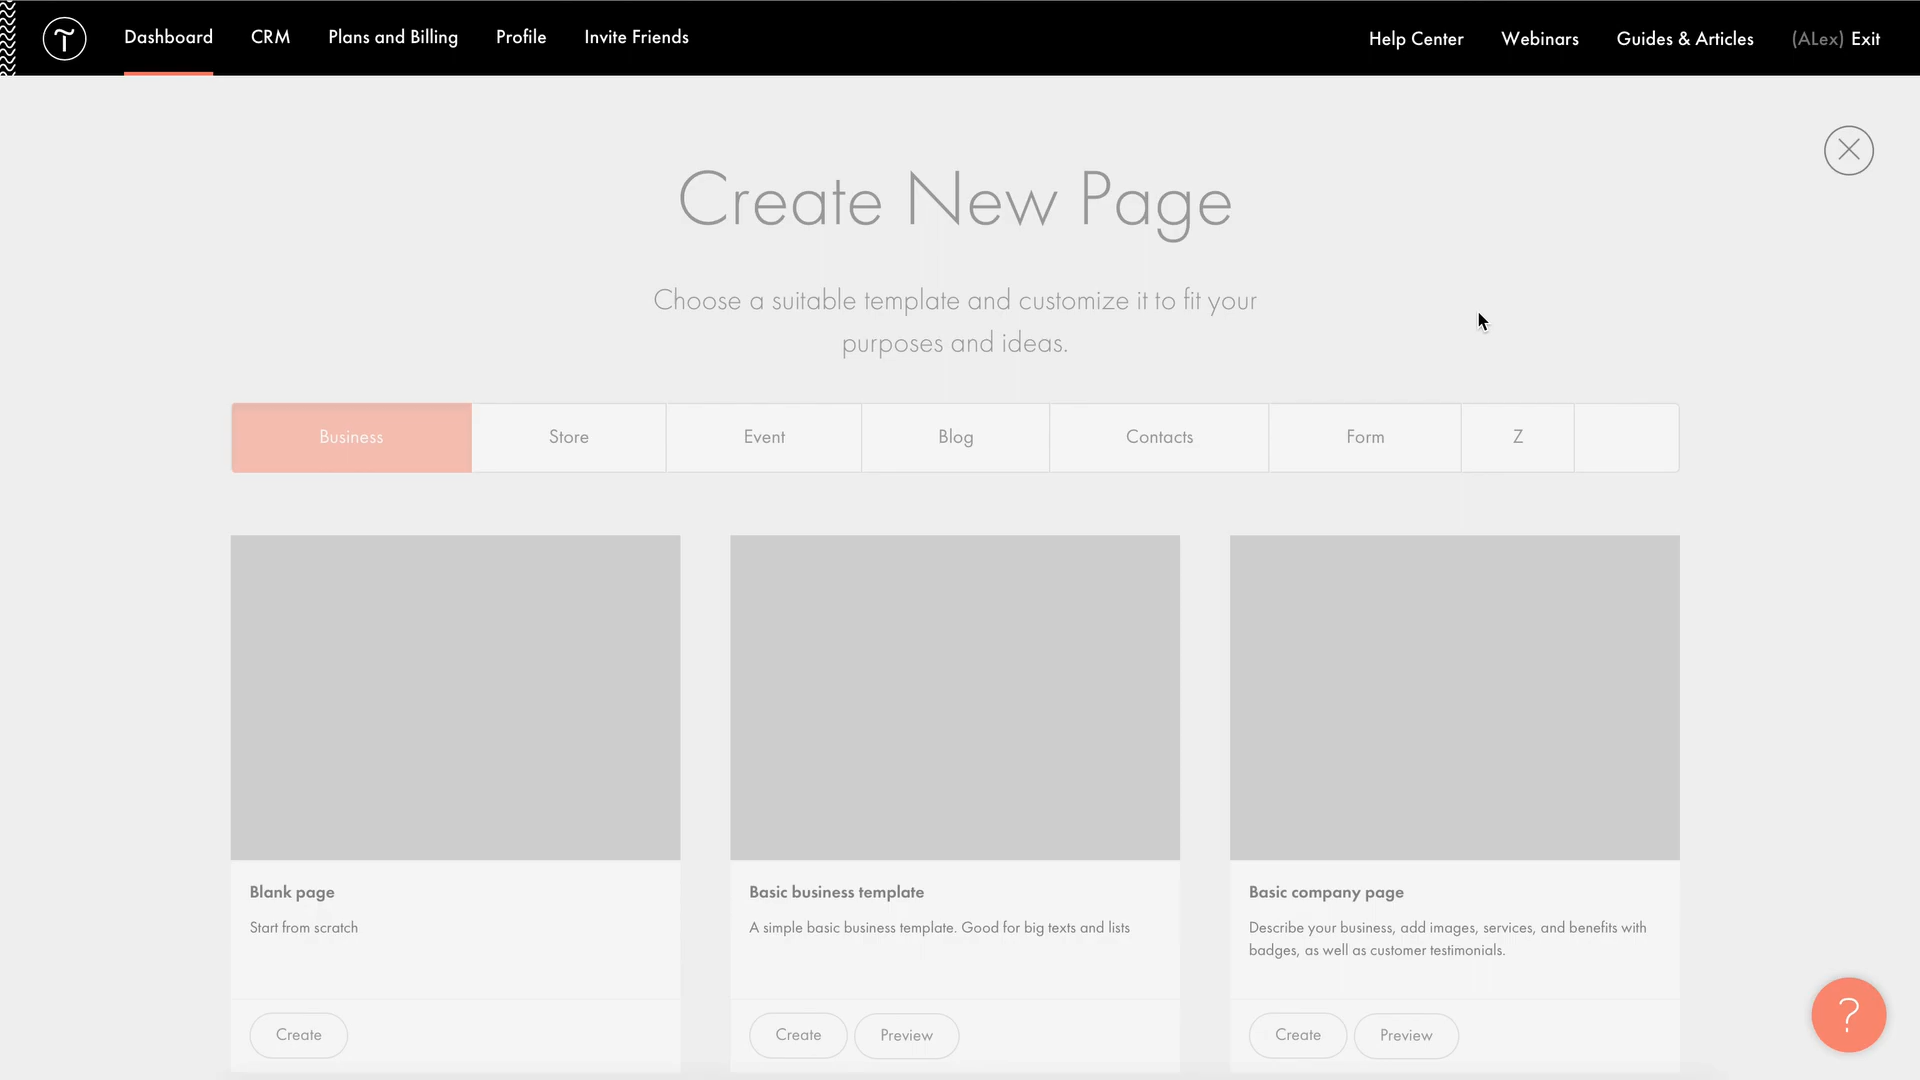 Dashboard CRM Plans and Billing Profile Invite Friends Help Center Webinars Guides & Articles (ALex) Exit
Create New Page
Choose a suitable template and customize it to fit your
purposes and ideas.
Business Store Event Blog Contacts Form Z
Blank page
Start from scratch
Create
Basic business template
A simple basic business template. Good for big texts and lists
Create Preview
Basic company page
Describe your business, add images, services, and benefits with
badges, as well as customer testimonials.
Create Preview
?